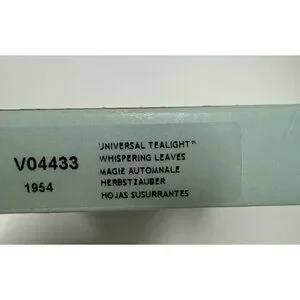 V04433
1954
UNIVERSAL TEALIGHT™
WHISPERING LEAVES
MAGIE AUTOMNALE
HERBSTZAUBER
HOJAS SUSURRANTES